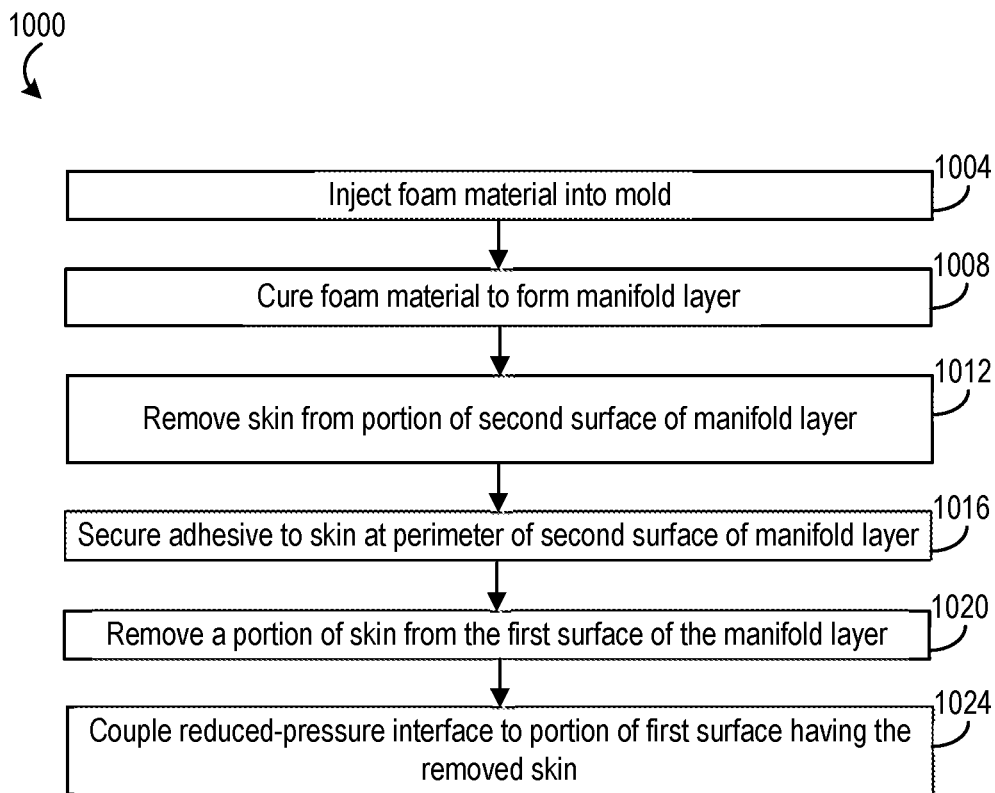 1000
1004
Inject foam material into mold
1008
Cure foam material to form manifold layer
1012
Remove skin from portion of second surface of manifold layer
1016
Secure adhesive to skin at perimeter of second surface of manifold layer
1020
Remove a portion of skin from the first surface of the manifold layer
1024
Couple reduced-pressure interface to portion of first surface having the
removed skin